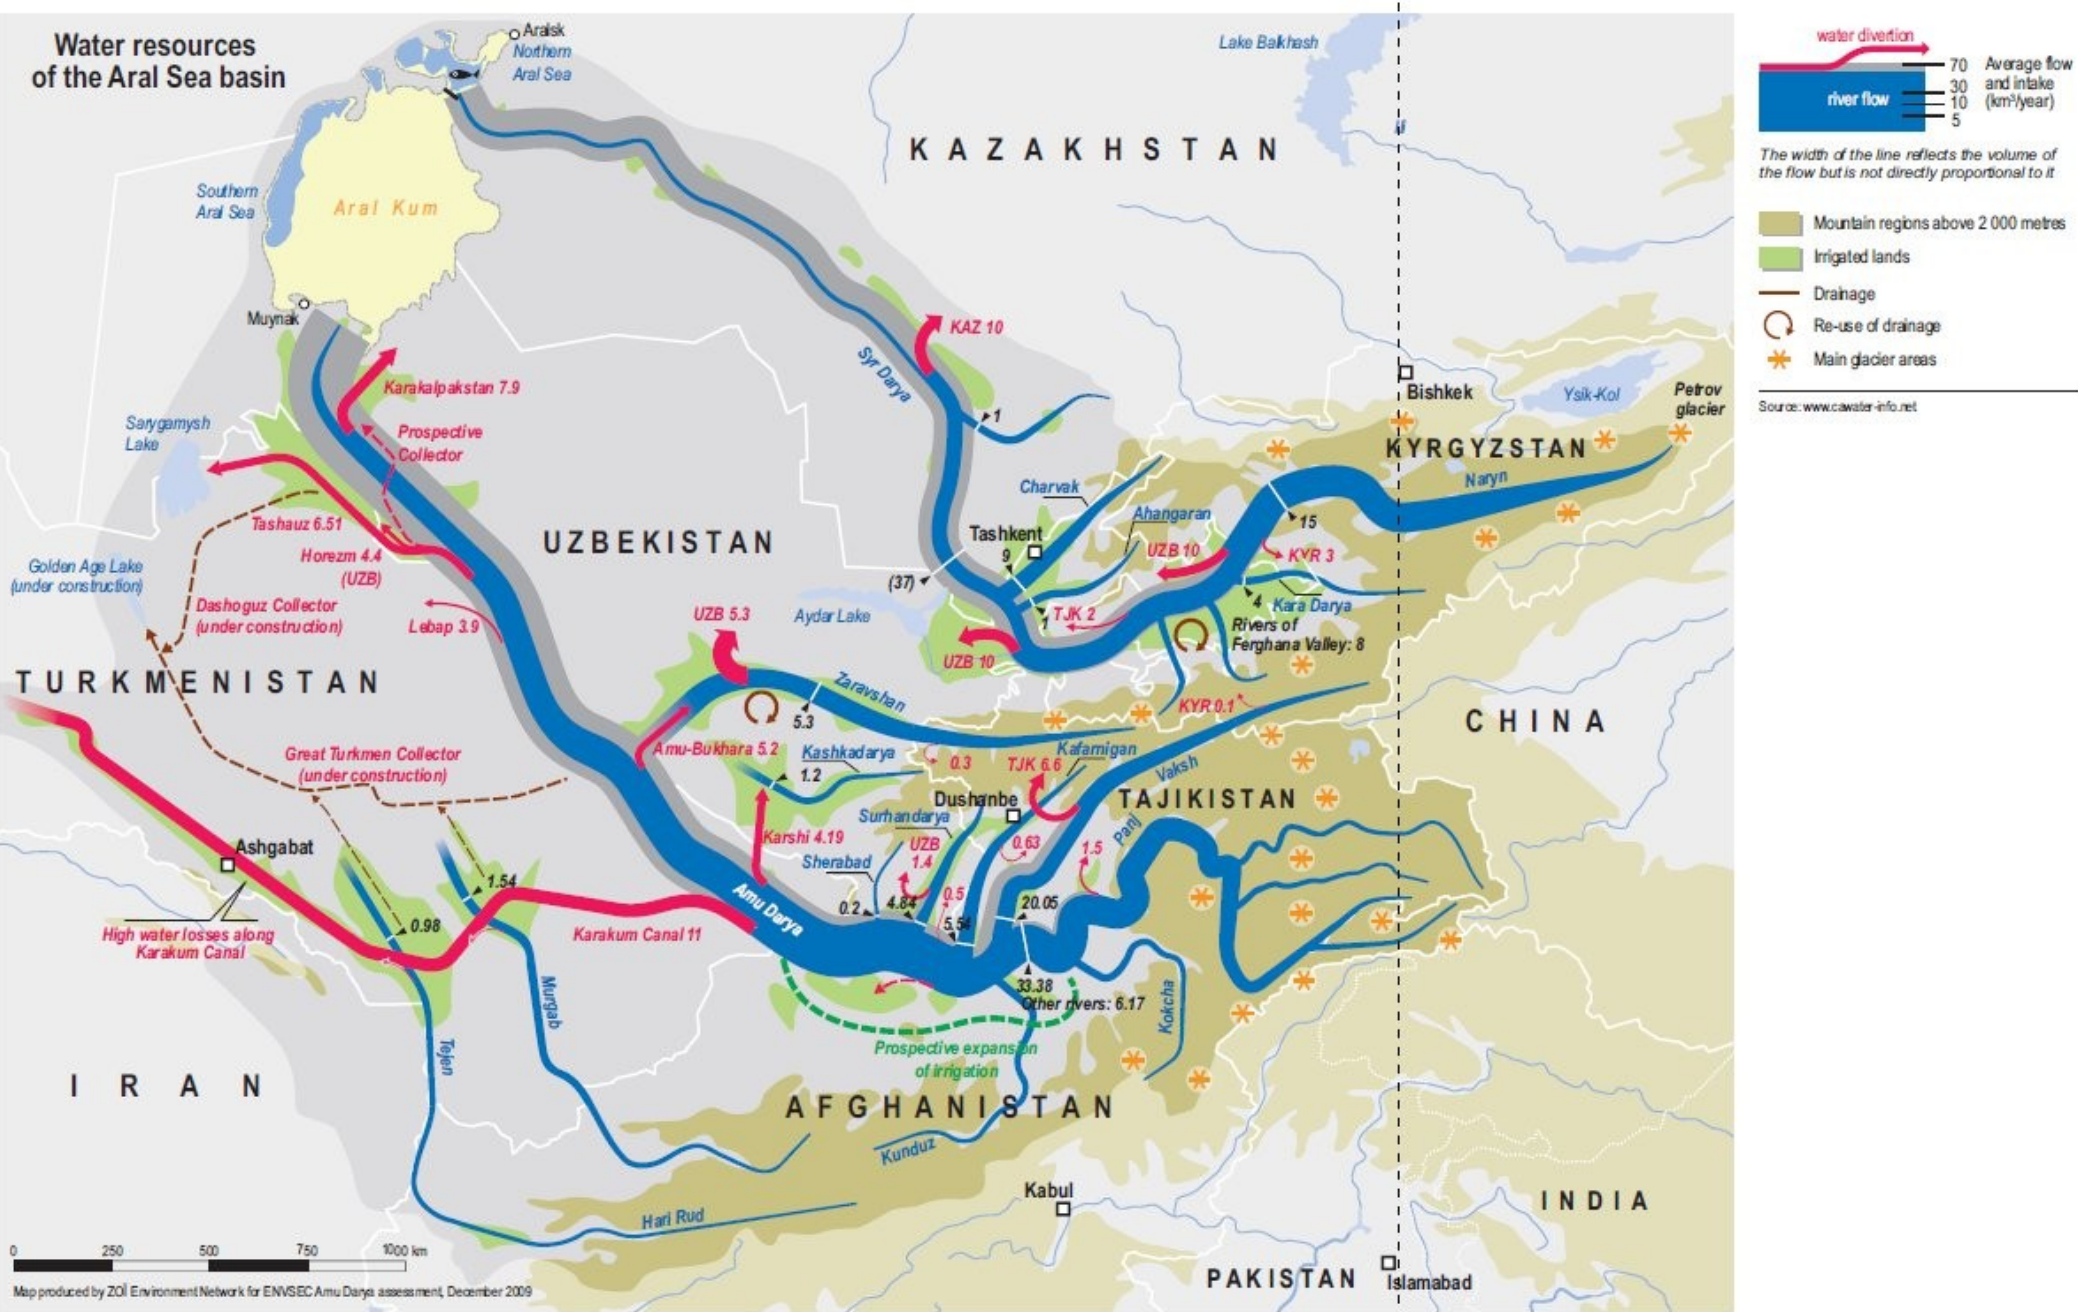 Water resources
of the Aral Sea basin
Aralsk
Northern
Aral Sea
Lake Balkhash
Ili
KAZAKHSTAN
Southern
Aral Sea
Aral Kum
Muynak
KAZ 10
Syr Darya
1
Karakalpakstan 7.9
Prospective
Collector
Sarygamysh
Lake
Tashauz 6.51
Horezm 4.4
(UZB)
Golden Age Lake
(under construction)
Dashoguz Collector
(under construction)
Lebap 3.9
UZBEKISTAN
Bishkek
Ysik-Kol
Petrov
glacier
KYRGYZSTAN
Naryn
Charvak
Ahangaran
Tashkent
9
15
UZB 10
KYR 3
(37)
4
Kara Darya
Aydar Lake
1
TJK 2
Rivers of
Ferghana Valley: 8
UZB 10
UZB 5.3
TURKMENISTAN
Zaravshan
5.3
KYR 0.1
CHINA
Great Turkmen Collector
(under construction)
Amu-Bukhara 5.2
Kashkadarya
1.2
0.3
TJK 6.6
Kafarnigan
Vaksh
Dushanbe
TAJIKISTAN
Surhandarya
Panj
Karshi 4.19
UZB
1.4
0.63
1.5
Sherabad
Ashgabat
1.54
Amu Darya
0.2
4.84
0.5
5.54
20.05
0.98
High water losses along
Karakum Canal
Karakum Canal 11
33.38
Other rivers: 6.17
Murgab
Kokcha
Tejen
Prospective expansion
of irrigation
IRAN
AFGHANISTAN
Kunduz
Kabul
Hari Rud
INDIA
PAKISTAN
Islamabad
0 250 500 750 1000 km
Map produced by ZOÏ Environment Network for ENVSEC Amu Darya assessment, December 2009
water divertion
river flow
70
30
10
5
Average flow
and intake
(km³/year)
The width of the line reflects the volume of
the flow but is not directly proportional to it
Mountain regions above 2 000 metres
Irrigated lands
Drainage
Re-use of drainage
Main glacier areas
Source: www.cawater-info.net